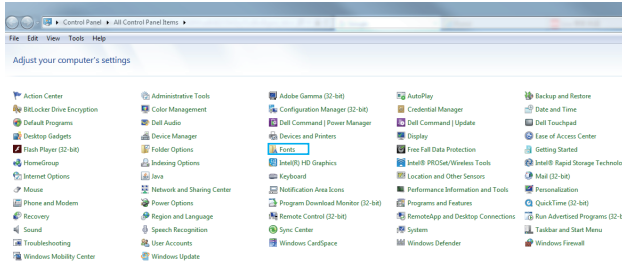 Control Panel ▸ All Control Panel Items ▸
File Edit View Tools Help
Adjust your computer's settings
Action Center Administrative Tools Adobe Gamma (32-bit) AutoPlay Backup and Restore
BitLocker Drive Encryption Color Management Configuration Manager (32-bit) Credential Manager Date and Time
Default Programs Dell Audio Dell Command | Power Manager Dell Command | Update Dell Touchpad
Desktop Gadgets Device Manager Devices and Printers Display Ease of Access Center
Flash Player (32-bit) Folder Options Fonts Free Fall Data Protection Getting Started
HomeGroup Indexing Options Intel(R) HD Graphics Intel® PROSet/Wireless Tools Intel® Rapid Storage Technolo
Internet Options Java Keyboard Location and Other Sensors Mail (32-bit)
Mouse Network and Sharing Center Notification Area Icons Performance Information and Tools Personalization
Phone and Modem Power Options Program Download Monitor (32-bit) Programs and Features QuickTime (32-bit)
Recovery Region and Language Remote Control (32-bit) RemoteApp and Desktop Connections Run Advertised Programs (32-b
Sound Speech Recognition Sync Center System Taskbar and Start Menu
Troubleshooting User Accounts Windows CardSpace Windows Defender Windows Firewall
Windows Mobility Center Windows Update